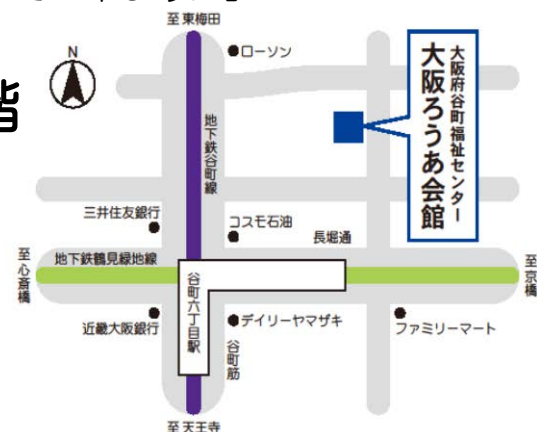 至東梅田
ローソン
N
階
大阪府谷町福祉センター
大阪ろうあ会館
地下鉄谷町線
三井住友銀行
コスモ石油
長堀通
至心斎橋
地下鉄鶴見緑地線
至京橋
谷町六丁目駅
近畿大阪銀行
デイリーヤマザキ
ファミリーマート
谷町筋
至天王寺